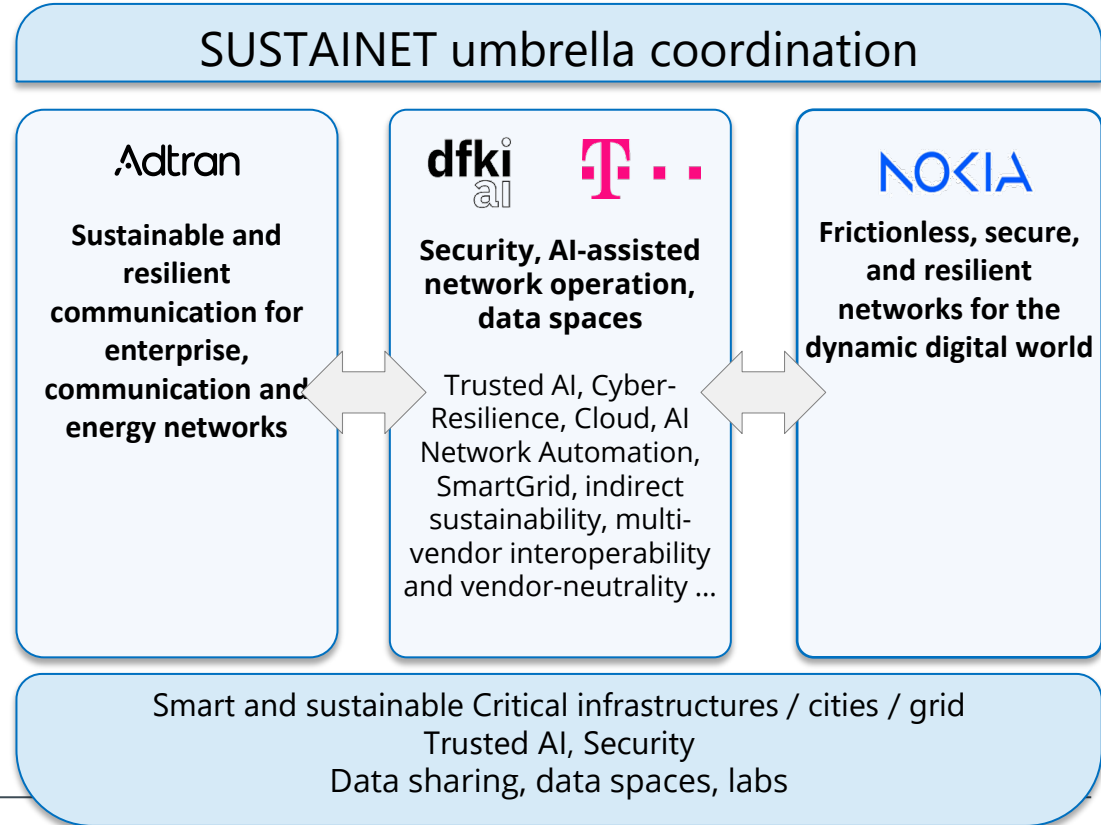 SUSTAINET umbrella coordination
Adtran
Sustainable and
resilient
communication for
enterprise,
communication and
energy networks
dfki
ai
T
Security, AI-assisted
network operation,
data spaces
Trusted AI, Cyber-
Resilience, Cloud, AI
Network Automation,
SmartGrid, indirect
sustainability, multi-
vendor interoperability
and vendor-neutrality ...
NOKIA
Frictionless, secure,
and resilient
networks for the
dynamic digital world
Smart and sustainable Critical infrastructures / cities / grid
Trusted AI, Security
Data sharing, data spaces, labs